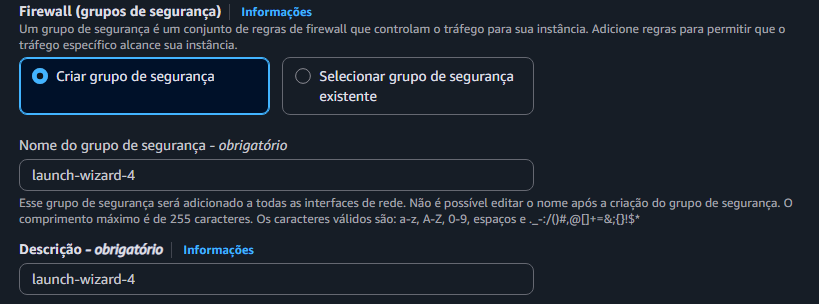 Firewall (grupos de segurança) Informações
Um grupo de segurança é um conjunto de regras de firewall que controlam o tráfego para sua instância. Adicione regras para permitir que o
tráfego específico alcance sua instância.
Criar grupo de segurança
Selecionar grupo de segurança
existente
Nome do grupo de segurança - obrigatório
launch-wizard-4
Esse grupo de segurança será adicionado a todas as interfaces de rede. Não é possível editar o nome após a criação do grupo de segurança. O
comprimento máximo é de 255 caracteres. Os caracteres válidos são: a-z, A-Z, 0-9, espaços e ._-:/()#,@[]+=&;{}!$*
Descrição - obrigatório Informações
launch-wizard-4